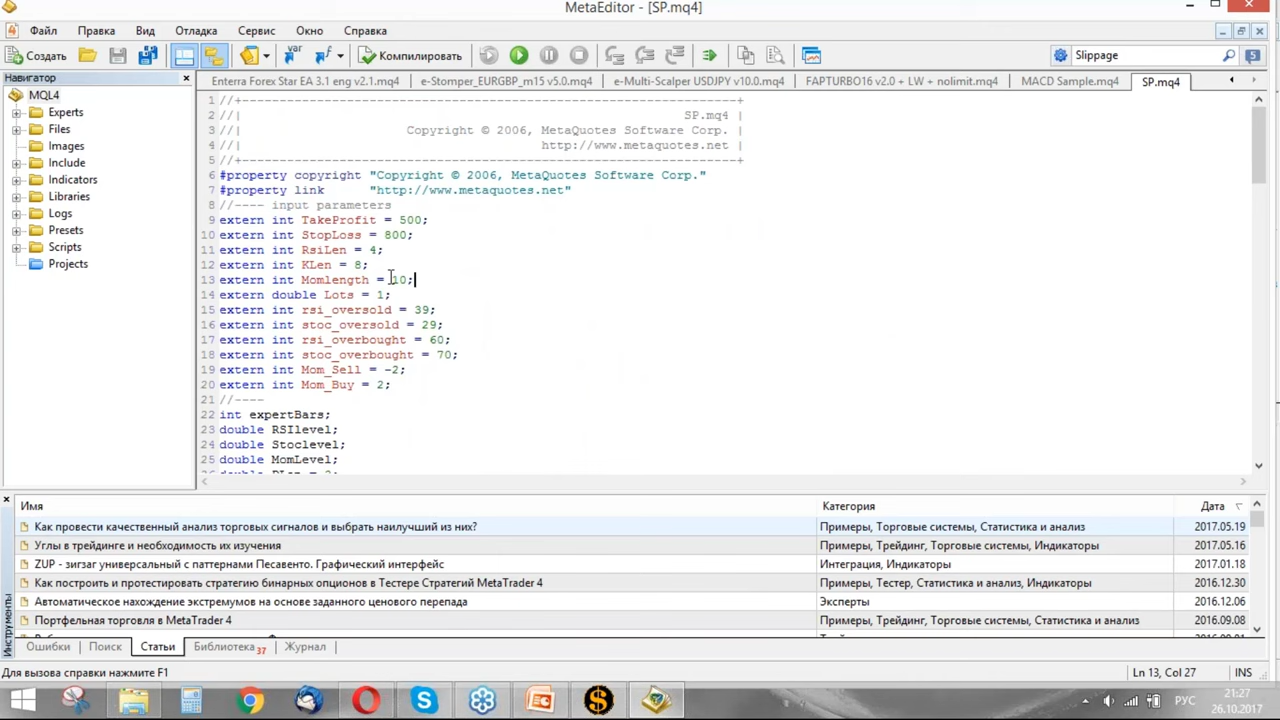 MetaEditor - [SP.mq4]
Файл Правка Вид Отладка Сервис Окно Справка
Создать Компилировать Slippage 5
Навигатор
Enterra Forex Star EA 3.1 eng v2.1.mq4 e-Stomper_EURGBP_m15 v5.0.mq4 e-Multi-Scalper USDJPY v10.0.mq4 FAPTURBO16 v2.0 + LW + nolimit.mq4 MACD Sample.mq4 SP.mq4
MQL4
Experts
Files
Images
Include
Indicators
Libraries
Logs
Presets
Scripts
Projects
1 //+------------------------------------------------------------------+
2 //| SP.mq4 |
3 //| Copyright © 2006, MetaQuotes Software Corp. |
4 //| http://www.metaquotes.net |
5 //+------------------------------------------------------------------+
6 #property copyright "Copyright © 2006, MetaQuotes Software Corp."
7 #property link "http://www.metaquotes.net"
8 //---- input parameters
9 extern int TakeProfit = 500;
10 extern int StopLoss = 800;
11 extern int RsiLen = 4;
12 extern int KLen = 8;
13 extern int Momlength = 10;
14 extern double Lots = 1;
15 extern int rsi_oversold = 39;
16 extern int stoc_oversold = 29;
17 extern int rsi_overbought = 60;
18 extern int stoc_overbought = 70;
19 extern int Mom_Sell = -2;
20 extern int Mom_Buy = 2;
21 //----
22 int expertBars;
23 double RSIlevel;
24 double Stoclevel;
25 double MomLevel;
Имя Категория Дата
Как провести качественный анализ торговых сигналов и выбрать наилучший из них? Примеры, Торговые системы, Статистика и анализ 2017.05.19
Углы в трейдинге и необходимость их изучения Примеры, Трейдинг, Торговые системы, Индикаторы 2017.05.16
ZUP - зигзаг универсальный с паттернами Песавенто. Графический интерфейс Интеграция, Индикаторы 2017.01.18
Как построить и протестировать стратегию бинарных опционов в Тестере Стратегий MetaTrader 4 Примеры, Тестер, Статистика и анализ, Индикаторы 2016.12.30
Автоматическое нахождение экстремумов на основе заданного ценового перепада Эксперты 2016.12.06
Портфельная торговля в MetaTrader 4 Примеры, Трейдинг, Торговые системы, Статистика и анализ 2016.09.08
Инструменты
Ошибки Поиск Статьи Библиотека 37 Журнал
Для вызова справки нажмите F1 Ln 13, Col 27 INS
РУС
21:27
26.10.2017